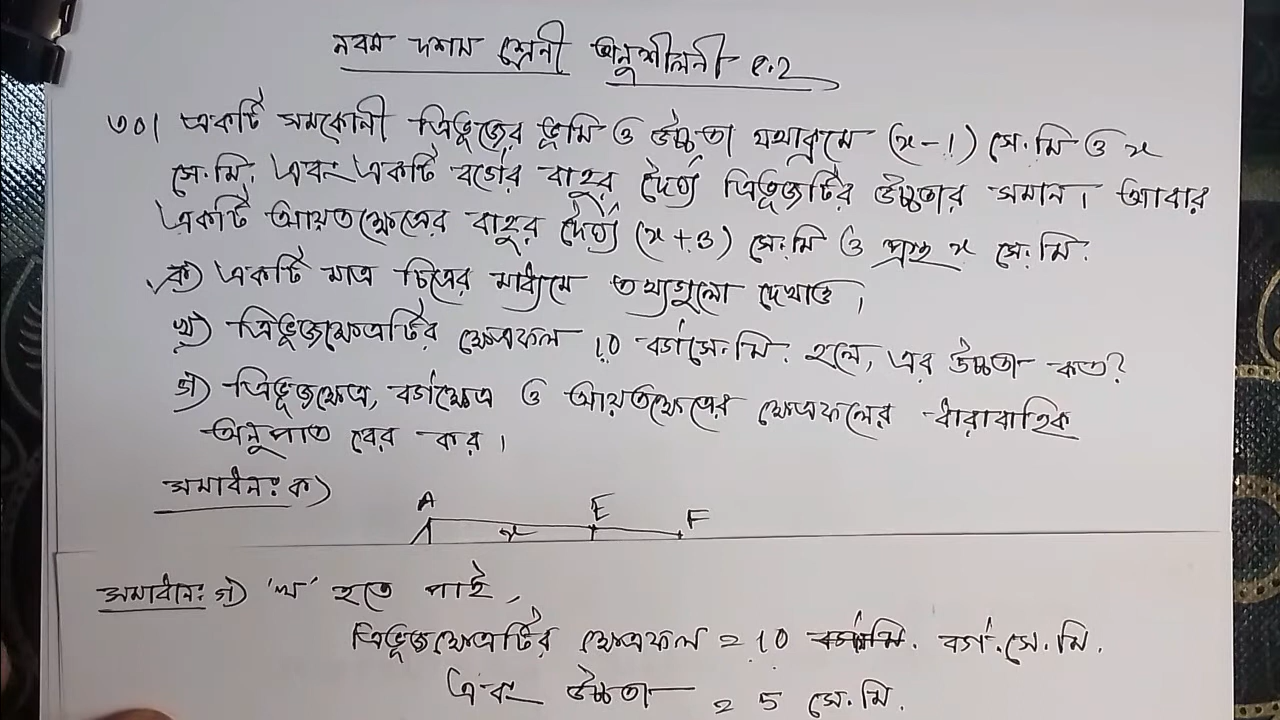 নবম দশম শ্রেনী অনুশীলনী ৫.2
৩০। একটি সমকোনী ত্রিভুজের ভূমি ও উচ্চতা যথাক্রমে (x-1) সে.মি ও x
সে.মি. এবং একটি বর্গের বাহুর দৈর্ঘ্য ত্রিভূজটির উচ্চতার সমান। আবার
একটি আয়তক্ষেত্রের বাহুর দৈর্ঘ্য (x+3) সে.মি ও প্রস্থ x সে.মি.
ক) একটি মাত্র চিত্রের মাধ্যমে তথ্যগুলো দেখাও।
খ) ত্রিভূজক্ষেত্রটির ক্ষেত্রফল 10 বর্গসে.মি. হলে, এর উচ্চতা কত?
গ) ত্রিভূজক্ষেত্র, বর্গক্ষেত্র ও আয়তক্ষেত্রের ক্ষেত্রফলের ধারাবাহিক
অনুপাত বের কর।
সমাধান: ক)
A E F
x
সমাধান: গ) 'খ' হতে পাই,
ত্রিভূজক্ষেত্রটির ক্ষেত্রফল = 10 বর্গ.সে.মি.
এবং উচ্চতা = 5 সে.মি.